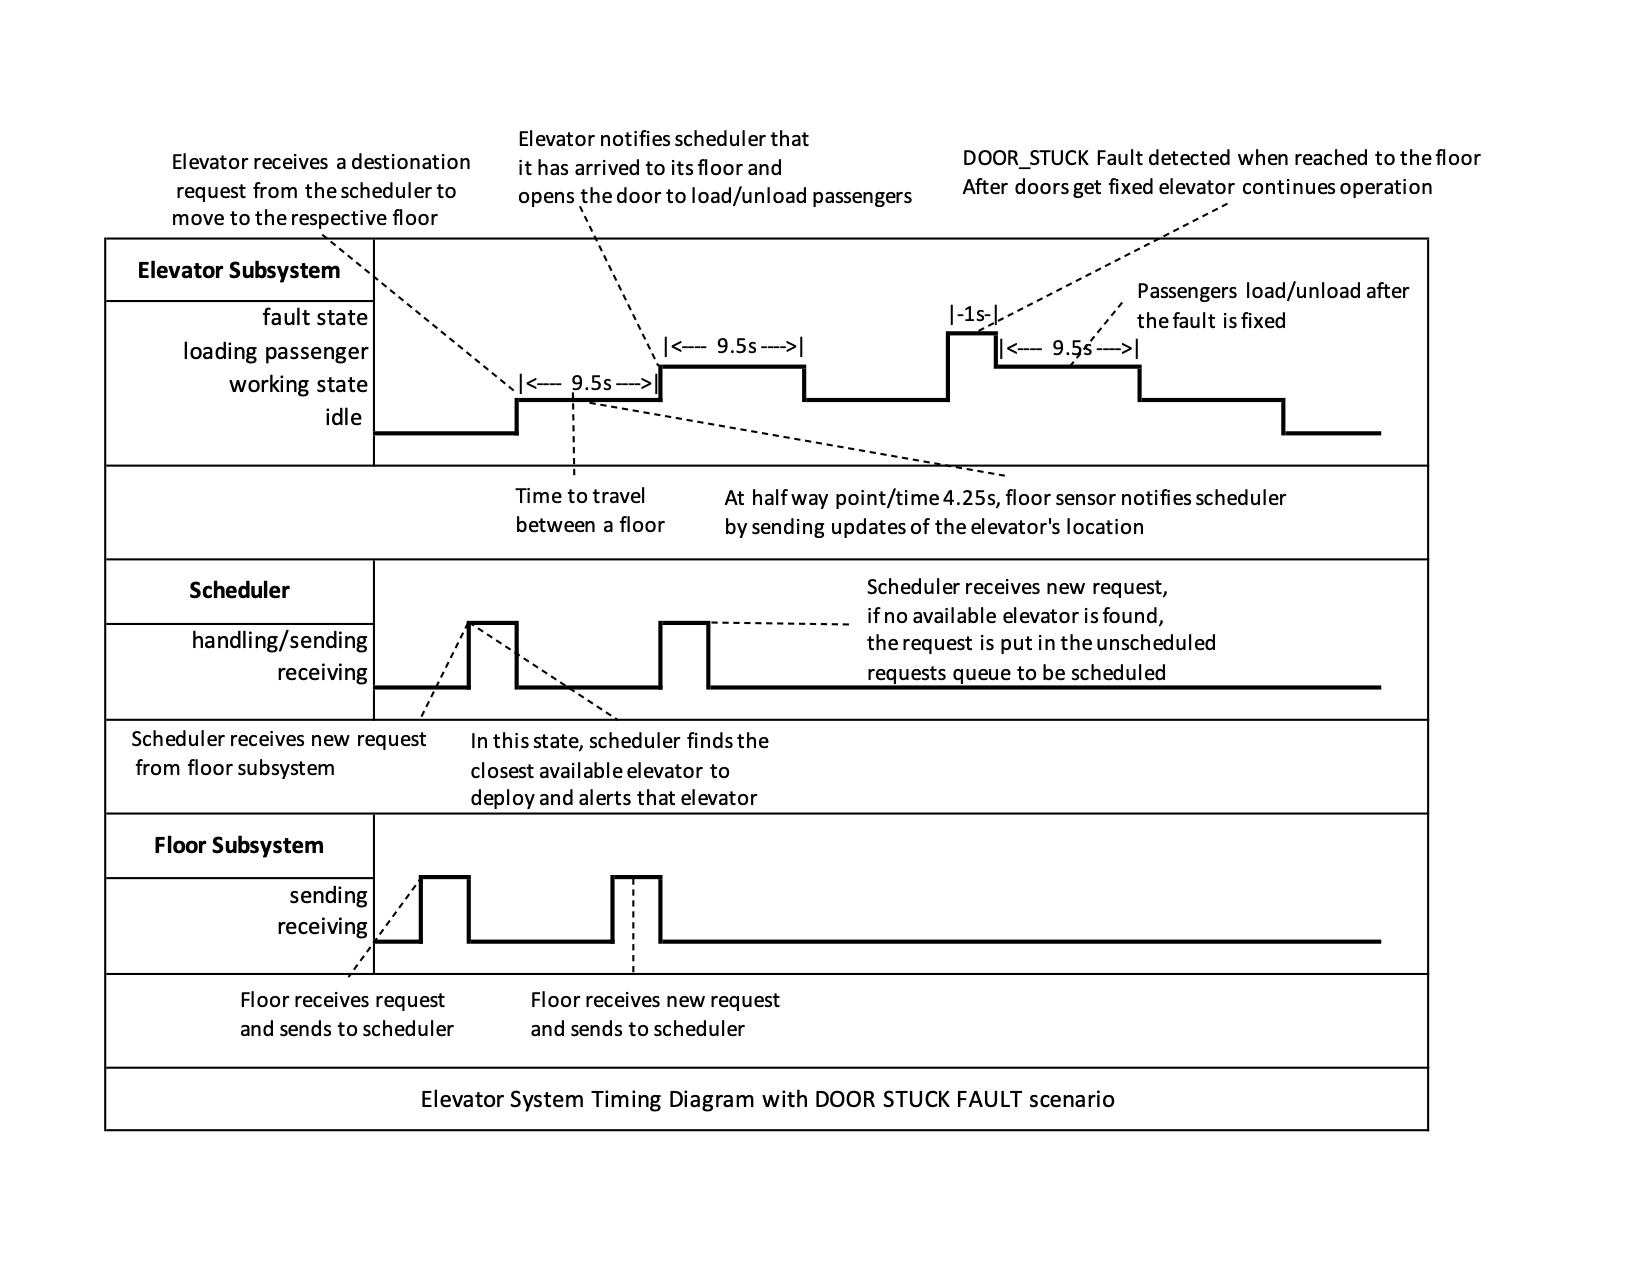 Elevator receives a destionation
request from the scheduler to
move to the respective floor
Elevator notifies scheduler that
it has arrived to its floor and
opens the door to load/unload passengers
DOOR_STUCK Fault detected when reached to the floor
After doors get fixed elevator continues operation
Elevator Subsystem
fault state
loading passenger
working state
idle
|<---- 9.5s ---->|
|<---- 9.5s ---->|
|-1s-|
|<---- 9.5s ---->|
Passengers load/unload after
the fault is fixed
Time to travel
between a floor
At half way point/time 4.25s, floor sensor notifies scheduler
by sending updates of the elevator's location
Scheduler
handling/sending
receiving
Scheduler receives new request,
if no available elevator is found,
the request is put in the unscheduled
requests queue to be scheduled
Scheduler receives new request
from floor subsystem
In this state, scheduler finds the
closest available elevator to
deploy and alerts that elevator
Floor Subsystem
sending
receiving
Floor receives request
and sends to scheduler
Floor receives new request
and sends to scheduler
Elevator System Timing Diagram with DOOR STUCK FAULT scenario